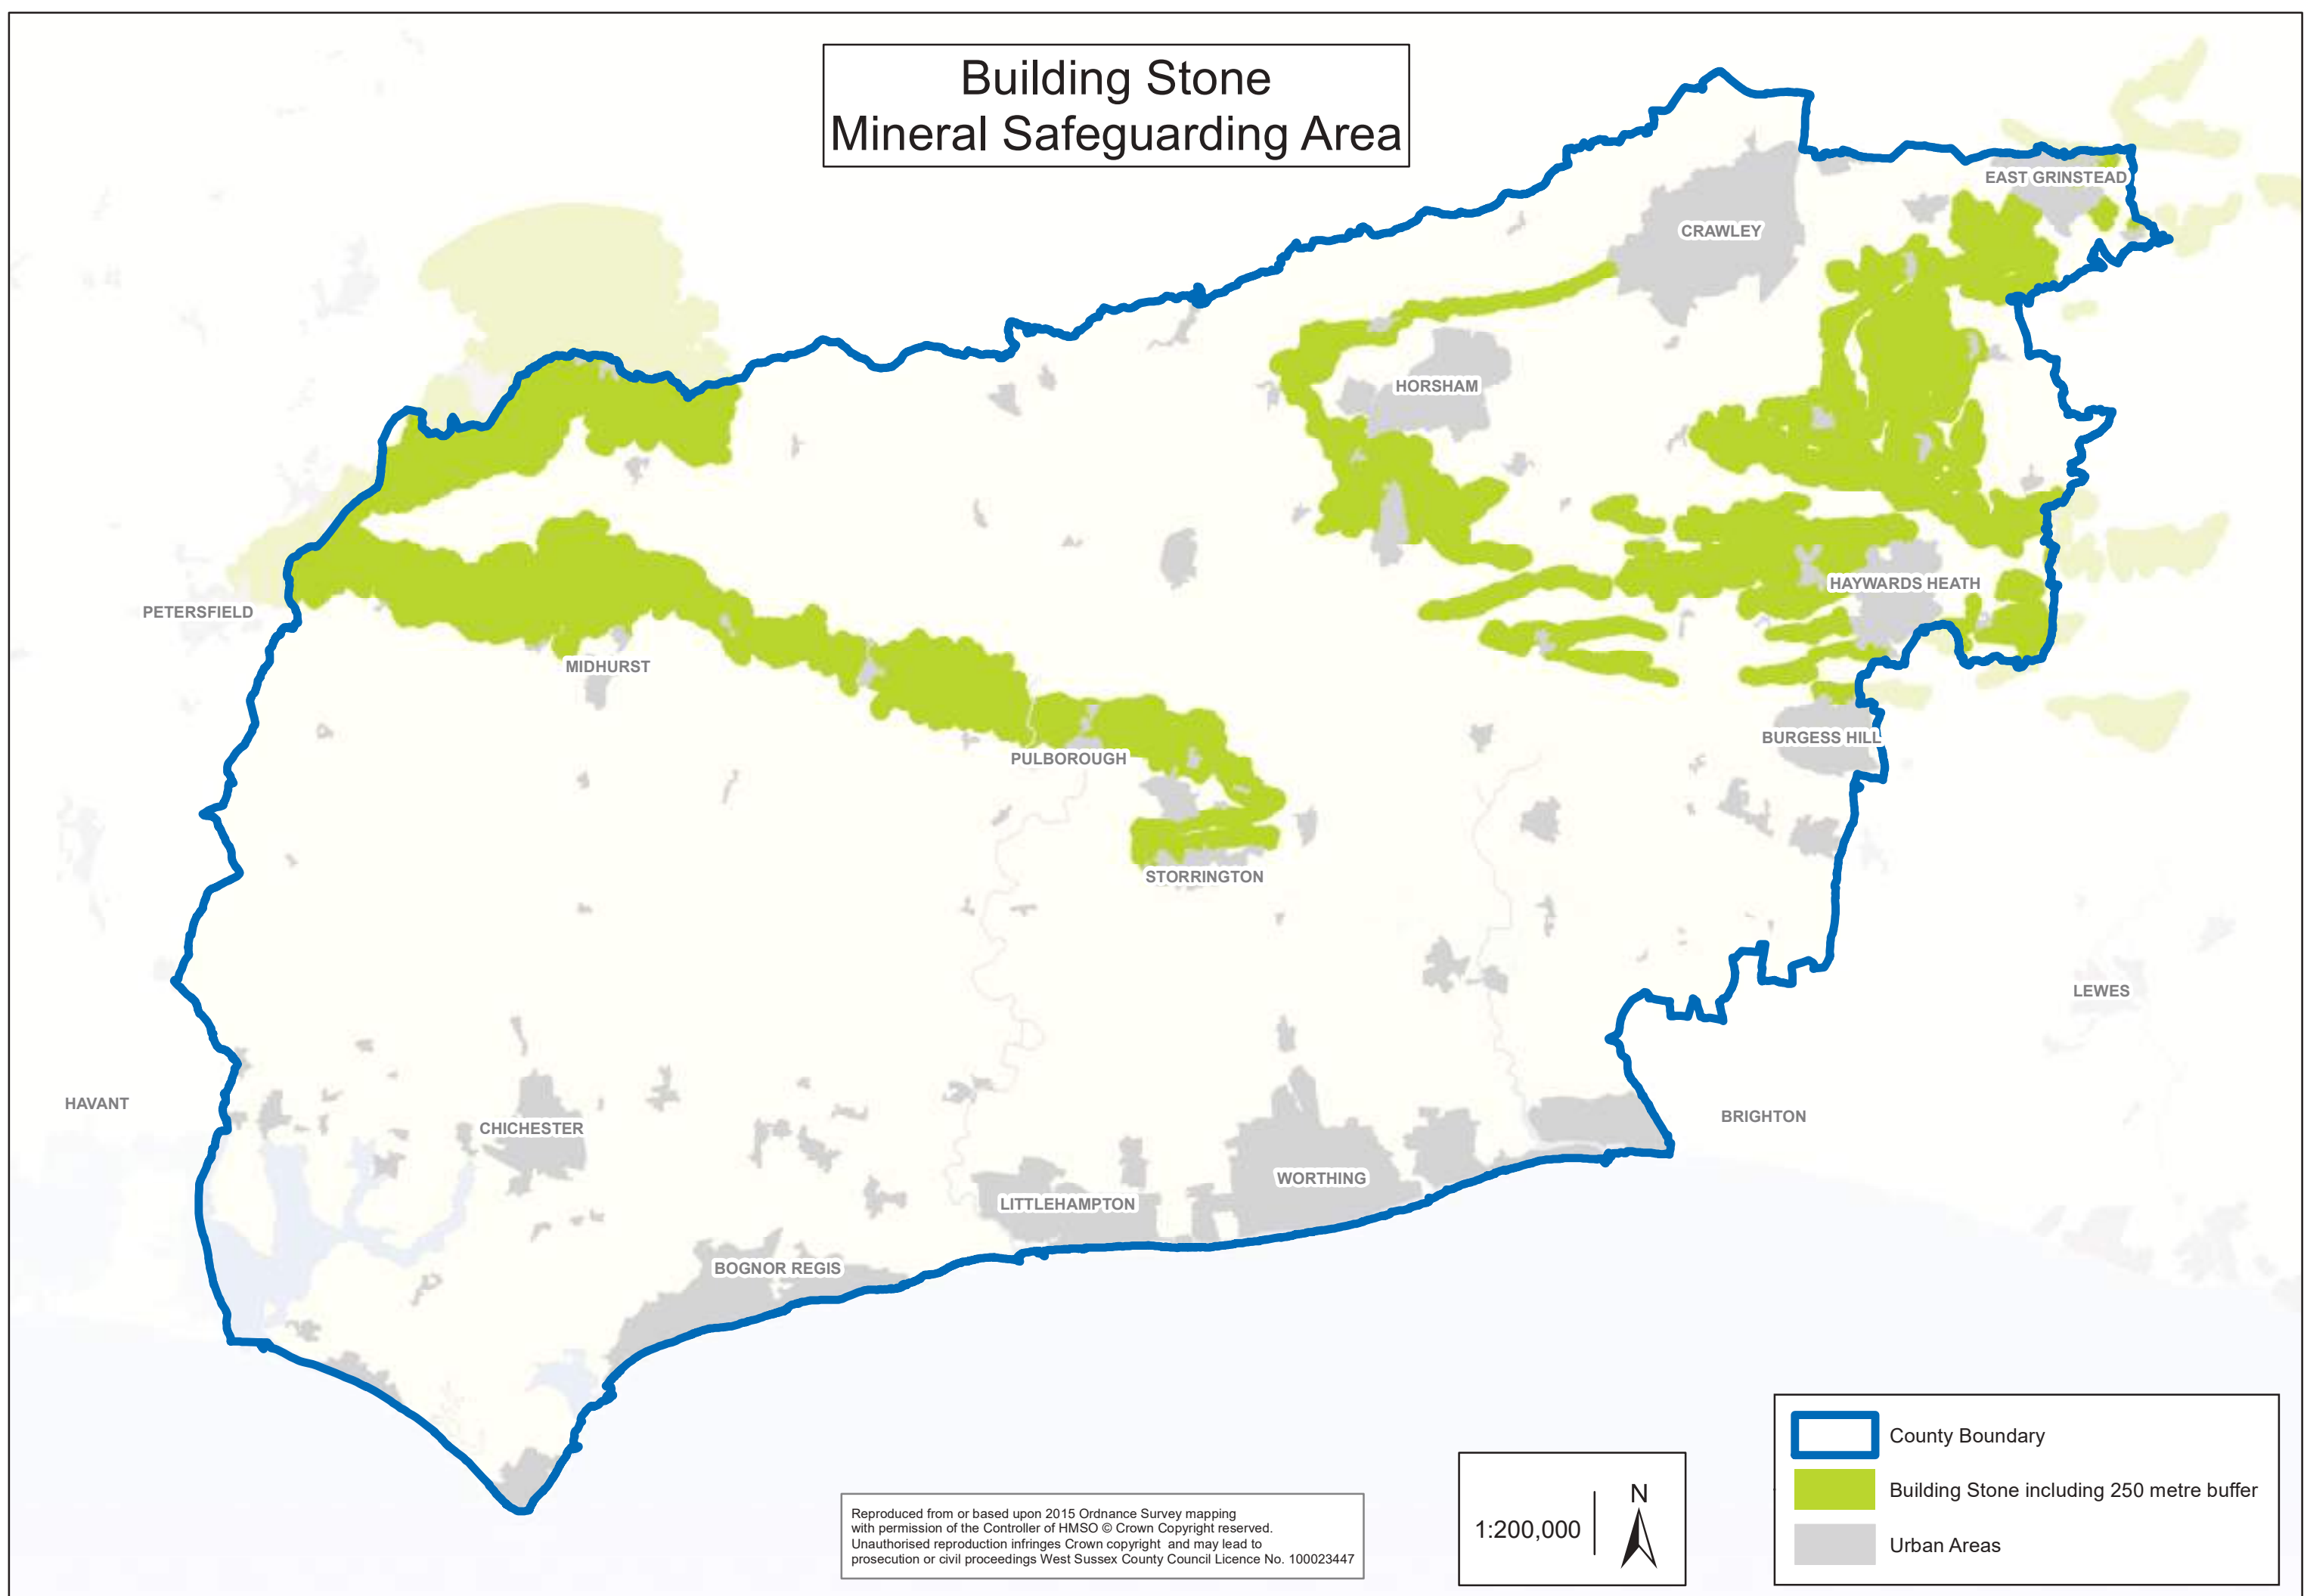 Building Stone
Mineral Safeguarding Area
EAST GRINSTEAD
CRAWLEY
HORSHAM
HAYWARDS HEATH
PETERSFIELD
MIDHURST
BURGESS HILL
PULBOROUGH
STORRINGTON
LEWES
HAVANT
BRIGHTON
CHICHESTER
WORTHING
LITTLEHAMPTON
BOGNOR REGIS
County Boundary
Building Stone including 250 metre buffer
Urban Areas
N
1:200,000
Reproduced from or based upon 2015 Ordnance Survey mapping
with permission of the Controller of HMSO © Crown Copyright reserved.
Unauthorised reproduction infringes Crown copyright and may lead to
prosecution or civil proceedings West Sussex County Council Licence No. 100023447